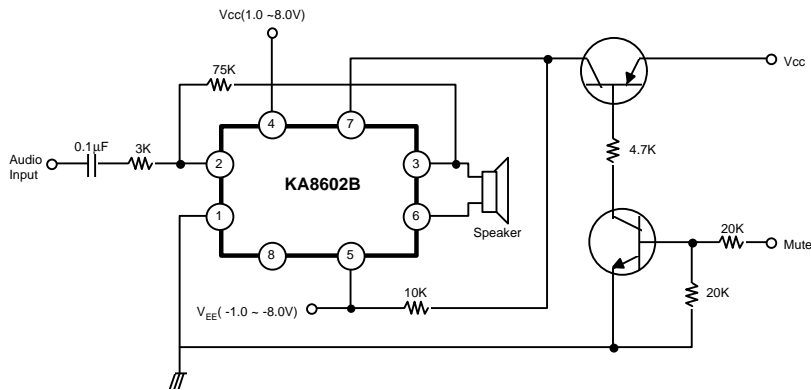 Vcc(1.0 ~8.0V)
Vcc
75K
4
7
4.7K
0.1μF
3K
Audio
Input
2
3
KA8602B
1
6
Speaker
20K
Mute
8
5
20K
10K
VEE( -1.0 ~ -8.0V)